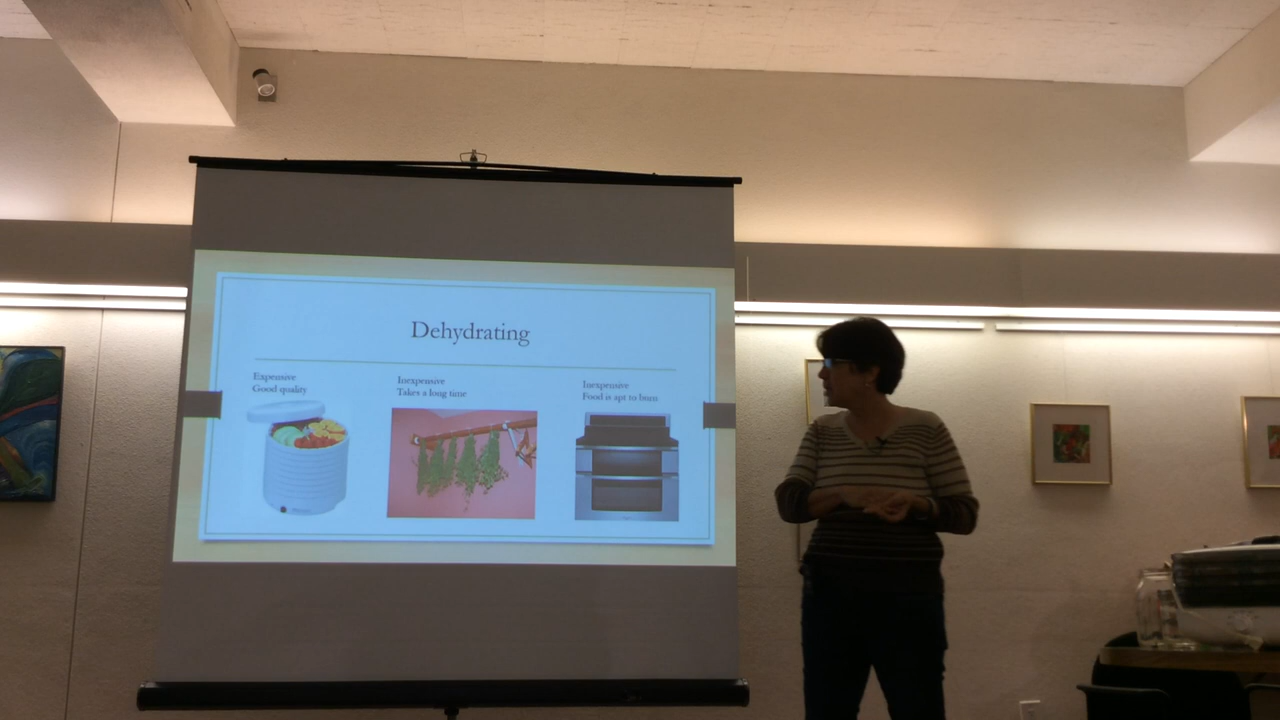 Dehydrating
Expensive
Good quality
Inexpensive
Takes a long time
Inexpensive
Food is apt to burn